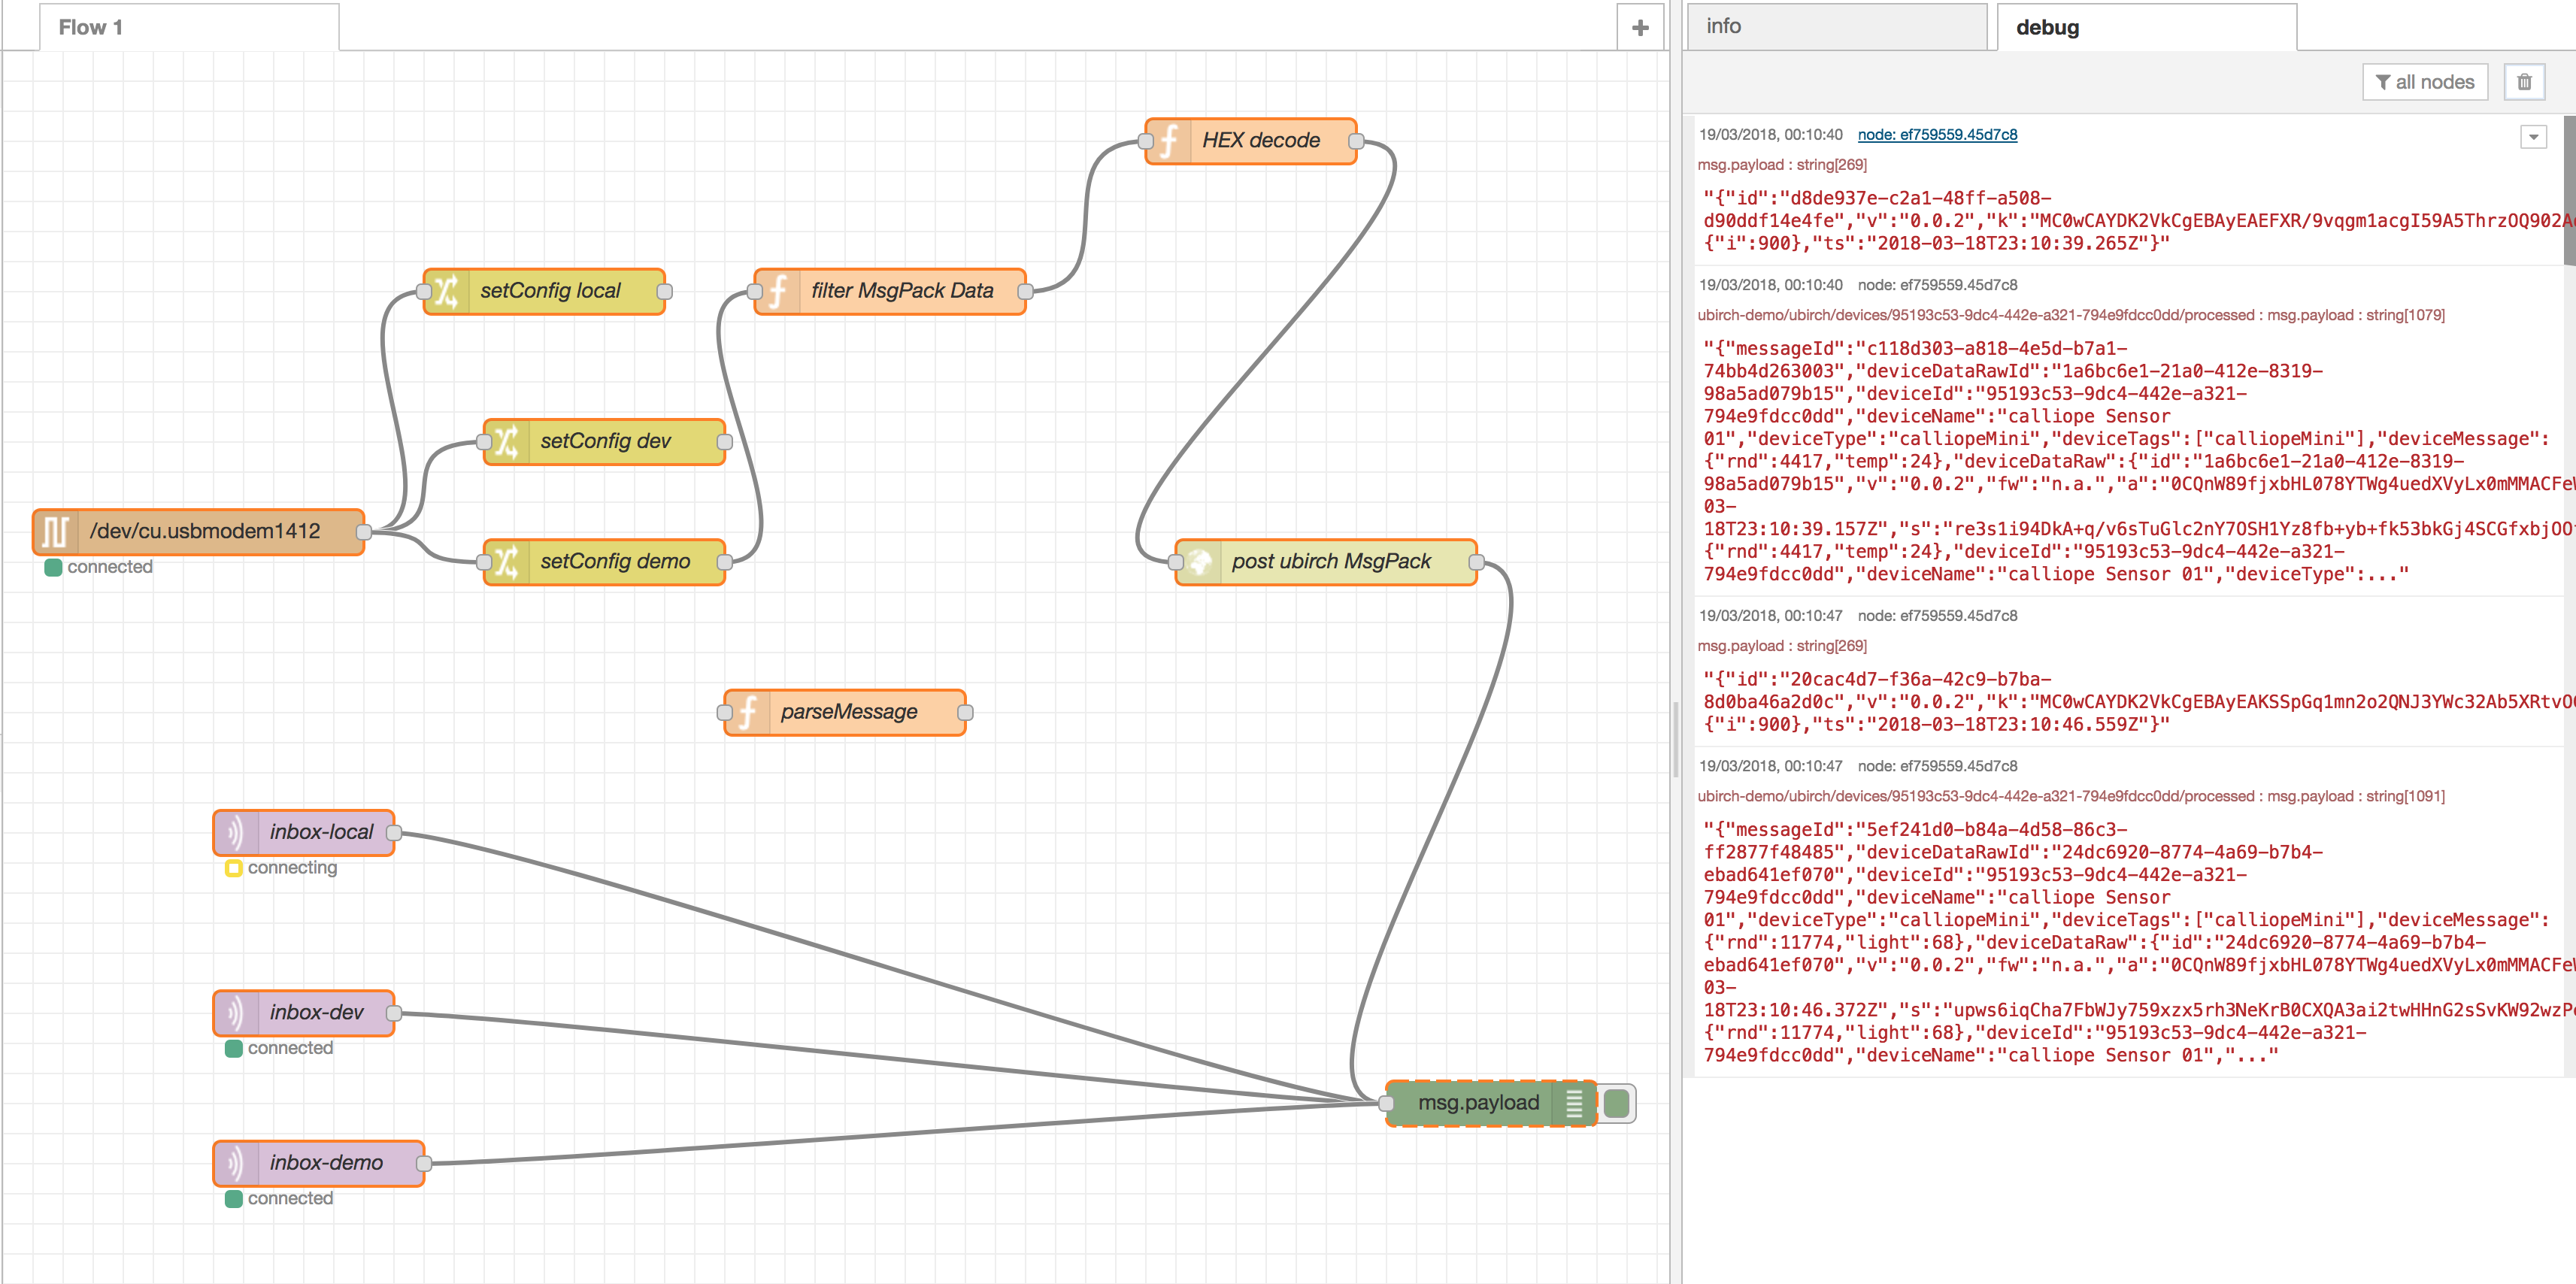 Flow 1
info
debug
all nodes
HEX decode
setConfig local
filter MsgPack Data
setConfig dev
/dev/cu.usbmodem1412
connected
setConfig demo
post ubirch MsgPack
parseMessage
inbox-local
connecting
inbox-dev
connected
inbox-demo
connected
msg.payload
19/03/2018, 00:10:40 node: ef759559.45d7c8
msg.payload : string[269]
"{"id":"d8de937e-c2a1-48ff-a508-
d90ddf14e4fe","v":"0.0.2","k":"MC0wCAYDK2VkCgEBAyEAEFXR/9vqgm1acgI59A5ThrzOQ902A
{"i":900},"ts":"2018-03-18T23:10:39.265Z"}"
19/03/2018, 00:10:40 node: ef759559.45d7c8
ubirch-demo/ubirch/devices/95193c53-9dc4-442e-a321-794e9fdcc0dd/processed : msg.payload : string[1079]
"{"messageId":"c118d303-a818-4e5d-b7a1-
74bb4d263003","deviceDataRawId":"1a6bc6e1-21a0-412e-8319-
98a5ad079b15","deviceId":"95193c53-9dc4-442e-a321-
794e9fdcc0dd","deviceName":"calliope Sensor
01","deviceType":"calliopeMini","deviceTags":["calliopeMini"],"deviceMessage":
{"rnd":4417,"temp":24},"deviceDataRaw":{"id":"1a6bc6e1-21a0-412e-8319-
98a5ad079b15","v":"0.0.2","fw":"n.a.","a":"0CQnW89fjxbHL078YTWg4uedXVyLx0mMMACFe
03-
18T23:10:39.157Z","s":"re3s1i94DkA+q/v6sTuGlc2nY7OSH1Yz8fb+yb+fk53bkGj4SCGfxbjOO
{"rnd":4417,"temp":24},"deviceId":"95193c53-9dc4-442e-a321-
794e9fdcc0dd","deviceName":"calliope Sensor 01","deviceType":..."
19/03/2018, 00:10:47 node: ef759559.45d7c8
msg.payload : string[269]
"{"id":"20cac4d7-f36a-42c9-b7ba-
8d0ba46a2d0c","v":"0.0.2","k":"MC0wCAYDK2VkCgEBAyEAKSSpGq1mn2o2QNJ3YWc32Ab5XRtvO
{"i":900},"ts":"2018-03-18T23:10:46.559Z"}"
19/03/2018, 00:10:47 node: ef759559.45d7c8
ubirch-demo/ubirch/devices/95193c53-9dc4-442e-a321-794e9fdcc0dd/processed : msg.payload : string[1091]
"{"messageId":"5ef241d0-b84a-4d58-86c3-
ff2877f48485","deviceDataRawId":"24dc6920-8774-4a69-b7b4-
ebad641ef070","deviceId":"95193c53-9dc4-442e-a321-
794e9fdcc0dd","deviceName":"calliope Sensor
01","deviceType":"calliopeMini","deviceTags":["calliopeMini"],"deviceMessage":
{"rnd":11774,"light":68},"deviceDataRaw":{"id":"24dc6920-8774-4a69-b7b4-
ebad641ef070","v":"0.0.2","fw":"n.a.","a":"0CQnW89fjxbHL078YTWg4uedXVyLx0mMMACFe
03-
18T23:10:46.372Z","s":"upws6iqCha7FbWJy759xzx5rh3NeKrB0CXQA3ai2twHHnG2sSvKW92wzP
{"rnd":11774,"light":68},"deviceId":"95193c53-9dc4-442e-a321-
794e9fdcc0dd","deviceName":"calliope Sensor 01","..."